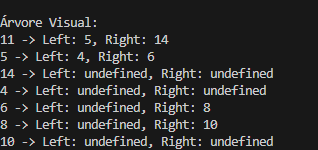 Árvore Visual:
11 -> Left: 5, Right: 14
5 -> Left: 4, Right: 6
14 -> Left: undefined, Right: undefined
4 -> Left: undefined, Right: undefined
6 -> Left: undefined, Right: 8
8 -> Left: undefined, Right: 10
10 -> Left: undefined, Right: undefined